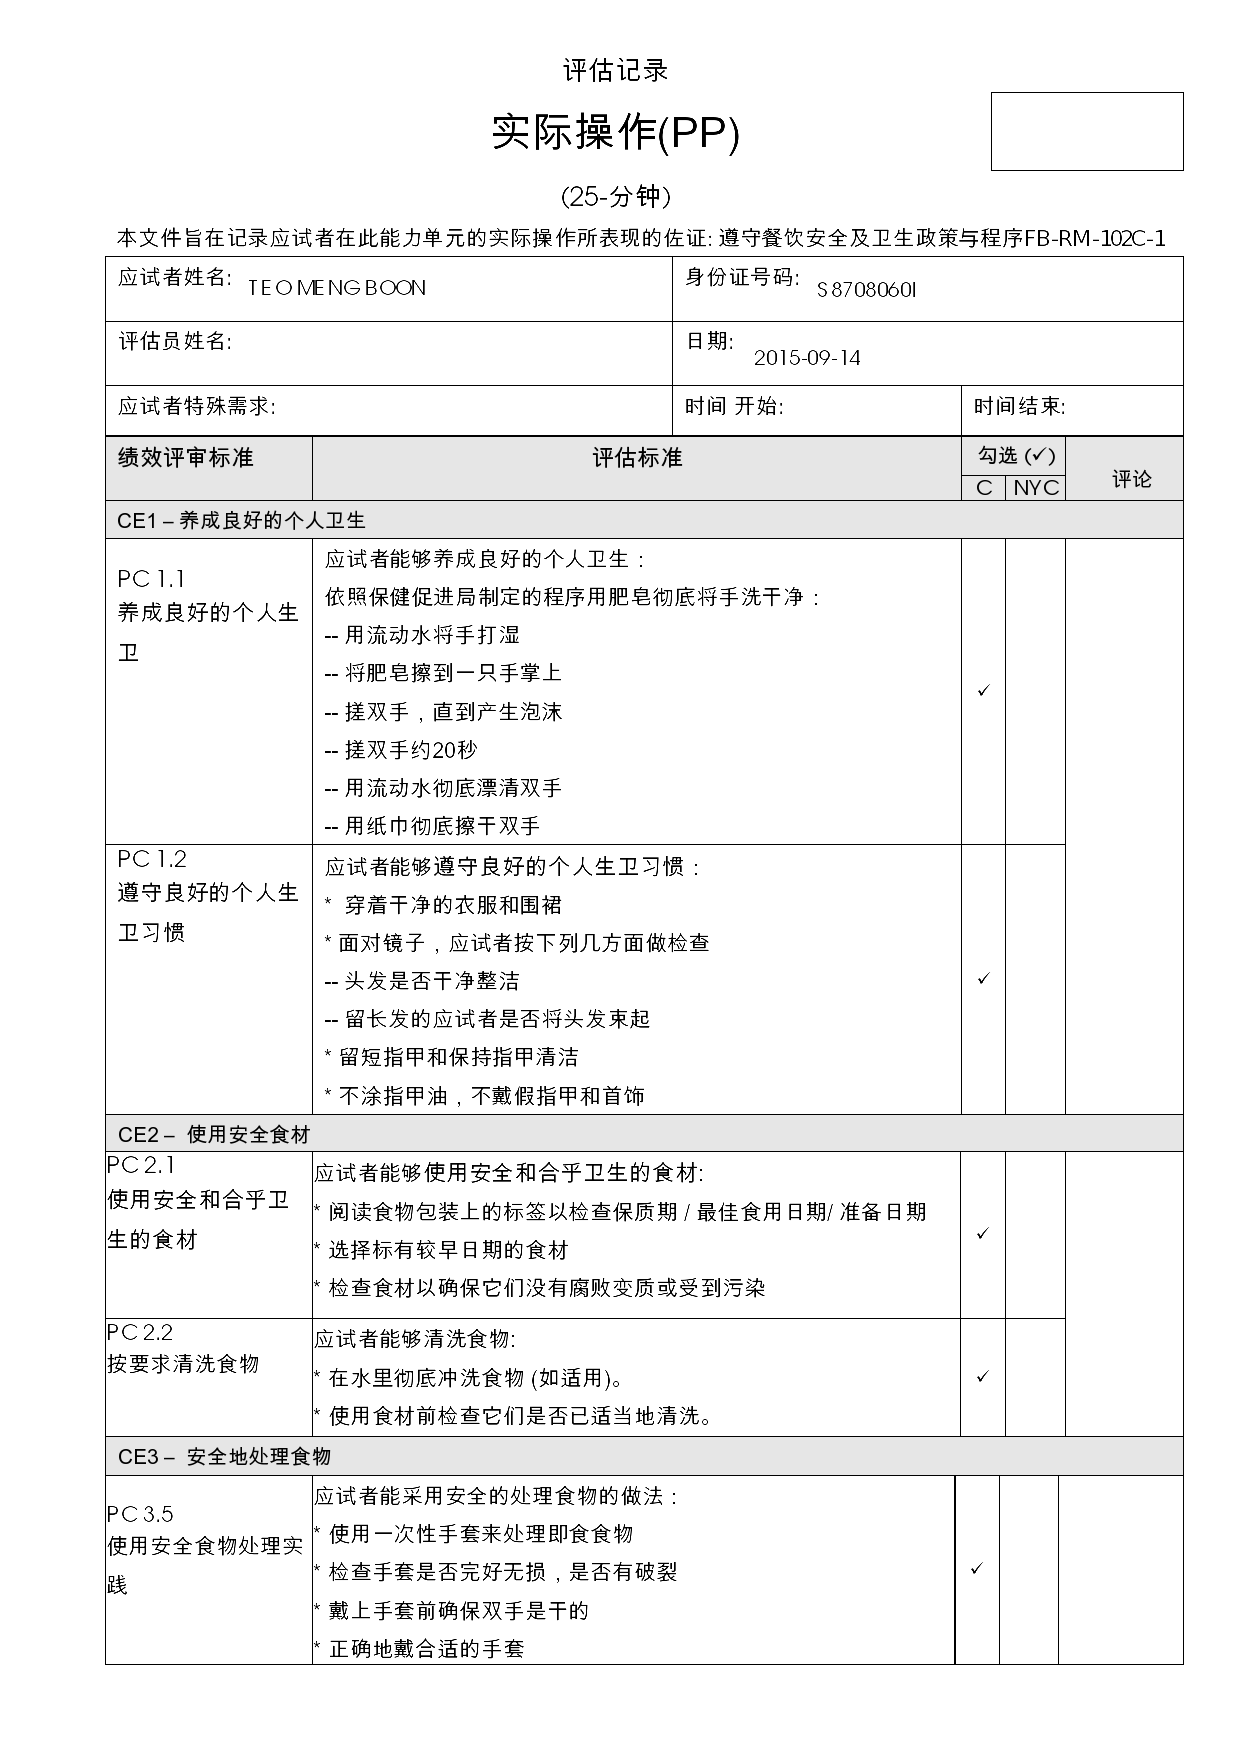 评估记录
实际操作(PP)
(25-分钟)
本文件旨在记录应试者在此能力单元的实际操作所表现的佐证: 遵守餐饮安全及卫生政策与程序FB-RM-102C-1
应试者姓名: TEO MENG BOON 身份证号码: S8708060I
评估员姓名: 日期: 2015-09-14
应试者特殊需求: 时间 开始: 时间结束:
绩效评审标准 评估标准 勾选 (✓) 评论
C NYC
CE1 – 养成良好的个人卫生
PC 1.1
养成良好的个人生
卫
应试者能够养成良好的个人卫生：
依照保健促进局制定的程序用肥皂彻底将手洗干净：
-- 用流动水将手打湿
-- 将肥皂擦到一只手掌上
-- 搓双手，直到产生泡沫
-- 搓双手约20秒
-- 用流动水彻底漂清双手
-- 用纸巾彻底擦干双手
✓
PC 1.2
遵守良好的个人生
卫习惯
应试者能够遵守良好的个人生卫习惯：
* 穿着干净的衣服和围裙
* 面对镜子，应试者按下列几方面做检查
-- 头发是否干净整洁
-- 留长发的应试者是否将头发束起
* 留短指甲和保持指甲清洁
* 不涂指甲油，不戴假指甲和首饰
✓
CE2 – 使用安全食材
PC 2.1
使用安全和合乎卫
生的食材
应试者能够使用安全和合乎卫生的食材:
* 阅读食物包装上的标签以检查保质期 / 最佳食用日期/ 准备日期
* 选择标有较早日期的食材
* 检查食材以确保它们没有腐败变质或受到污染
✓
PC 2.2
按要求清洗食物
应试者能够清洗食物:
* 在水里彻底冲洗食物 (如适用)。
* 使用食材前检查它们是否已适当地清洗。
✓
CE3 – 安全地处理食物
PC 3.5
使用安全食物处理实
践
应试者能采用安全的处理食物的做法：
* 使用一次性手套来处理即食食物
* 检查手套是否完好无损，是否有破裂
* 戴上手套前确保双手是干的
* 正确地戴合适的手套
✓